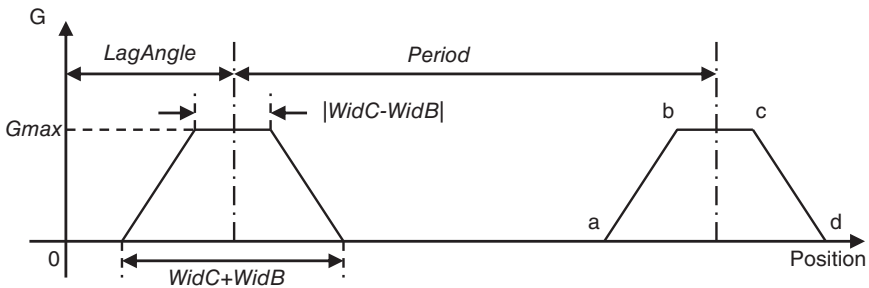 G
LagAngle
Period
|WidC-WidB|
b
c
Gmax
a
d
0
Position
WidC+WidB